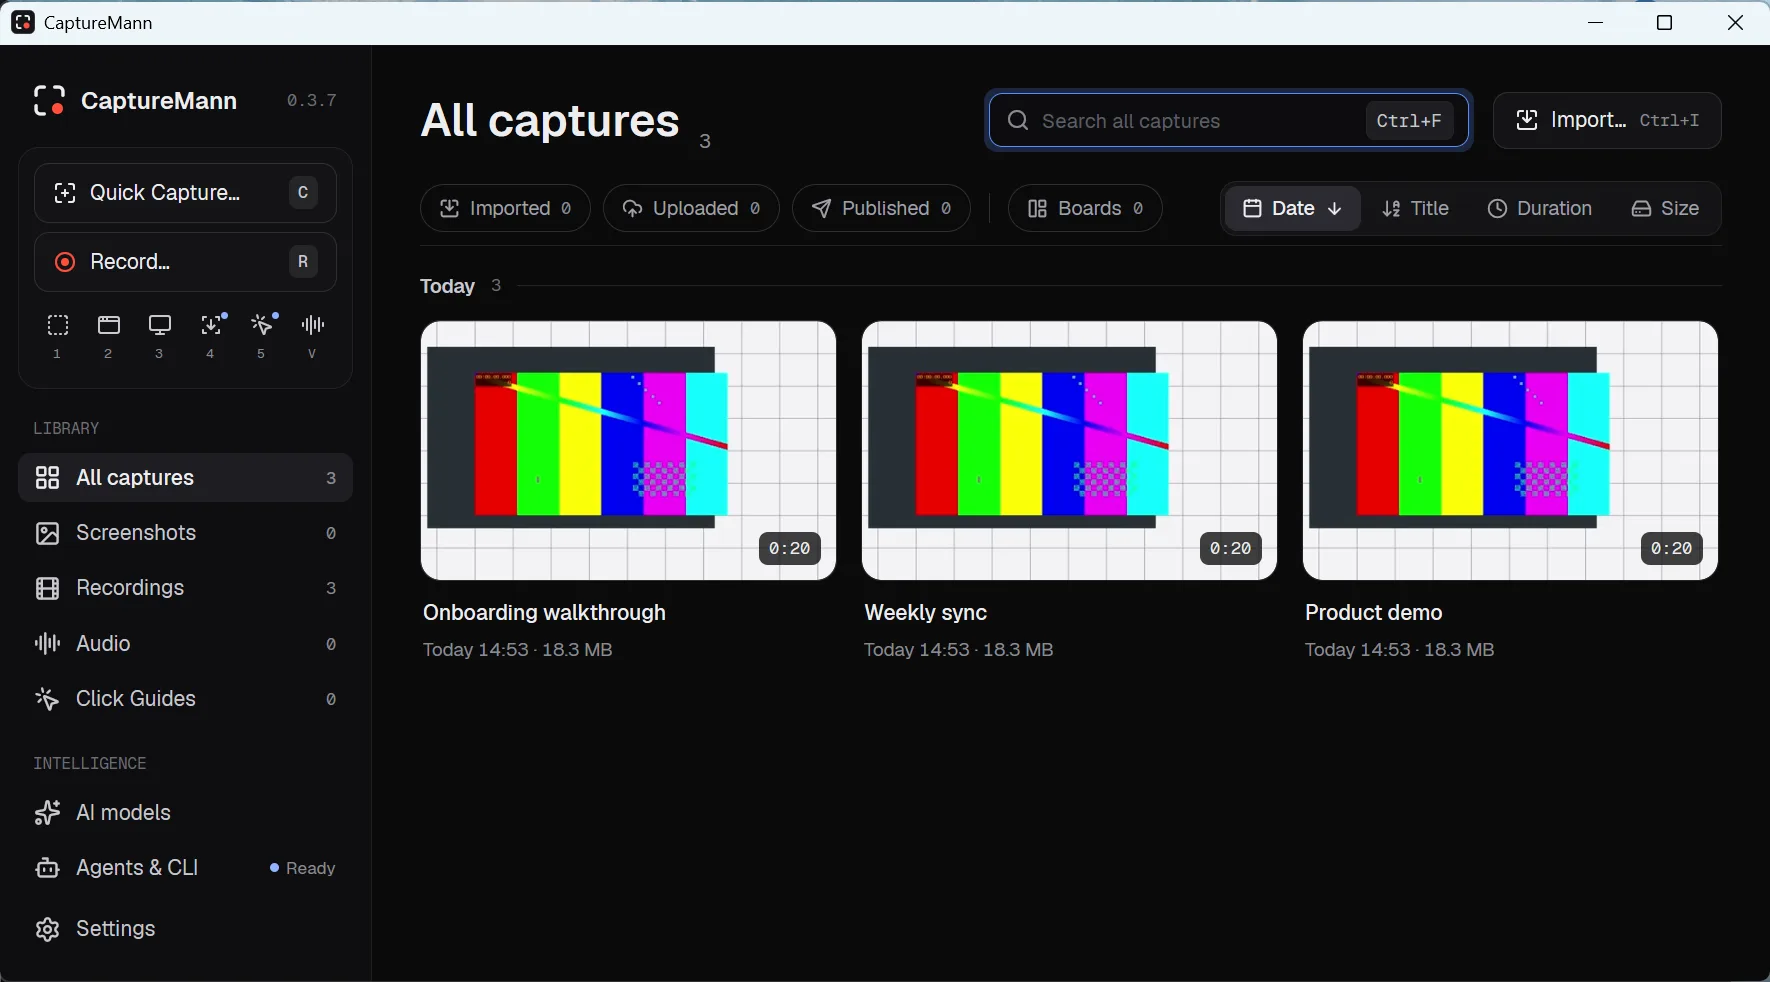 CaptureMann
CaptureMann 0.3.7
Quick Capture... C
Record... R
1 2 3 4 5 V
LIBRARY
All captures 3
Screenshots 0
Recordings 3
Audio 0
Click Guides 0
INTELLIGENCE
AI models
Agents & CLI Ready
Settings
All captures 3
Search all captures Ctrl+F
Import... Ctrl+I
Imported 0 Uploaded 0 Published 0 Boards 0
Date Title Duration Size
Today 3
0:20 0:20 0:20
Onboarding walkthrough
Today 14:53 · 18.3 MB
Weekly sync
Today 14:53 · 18.3 MB
Product demo
Today 14:53 · 18.3 MB